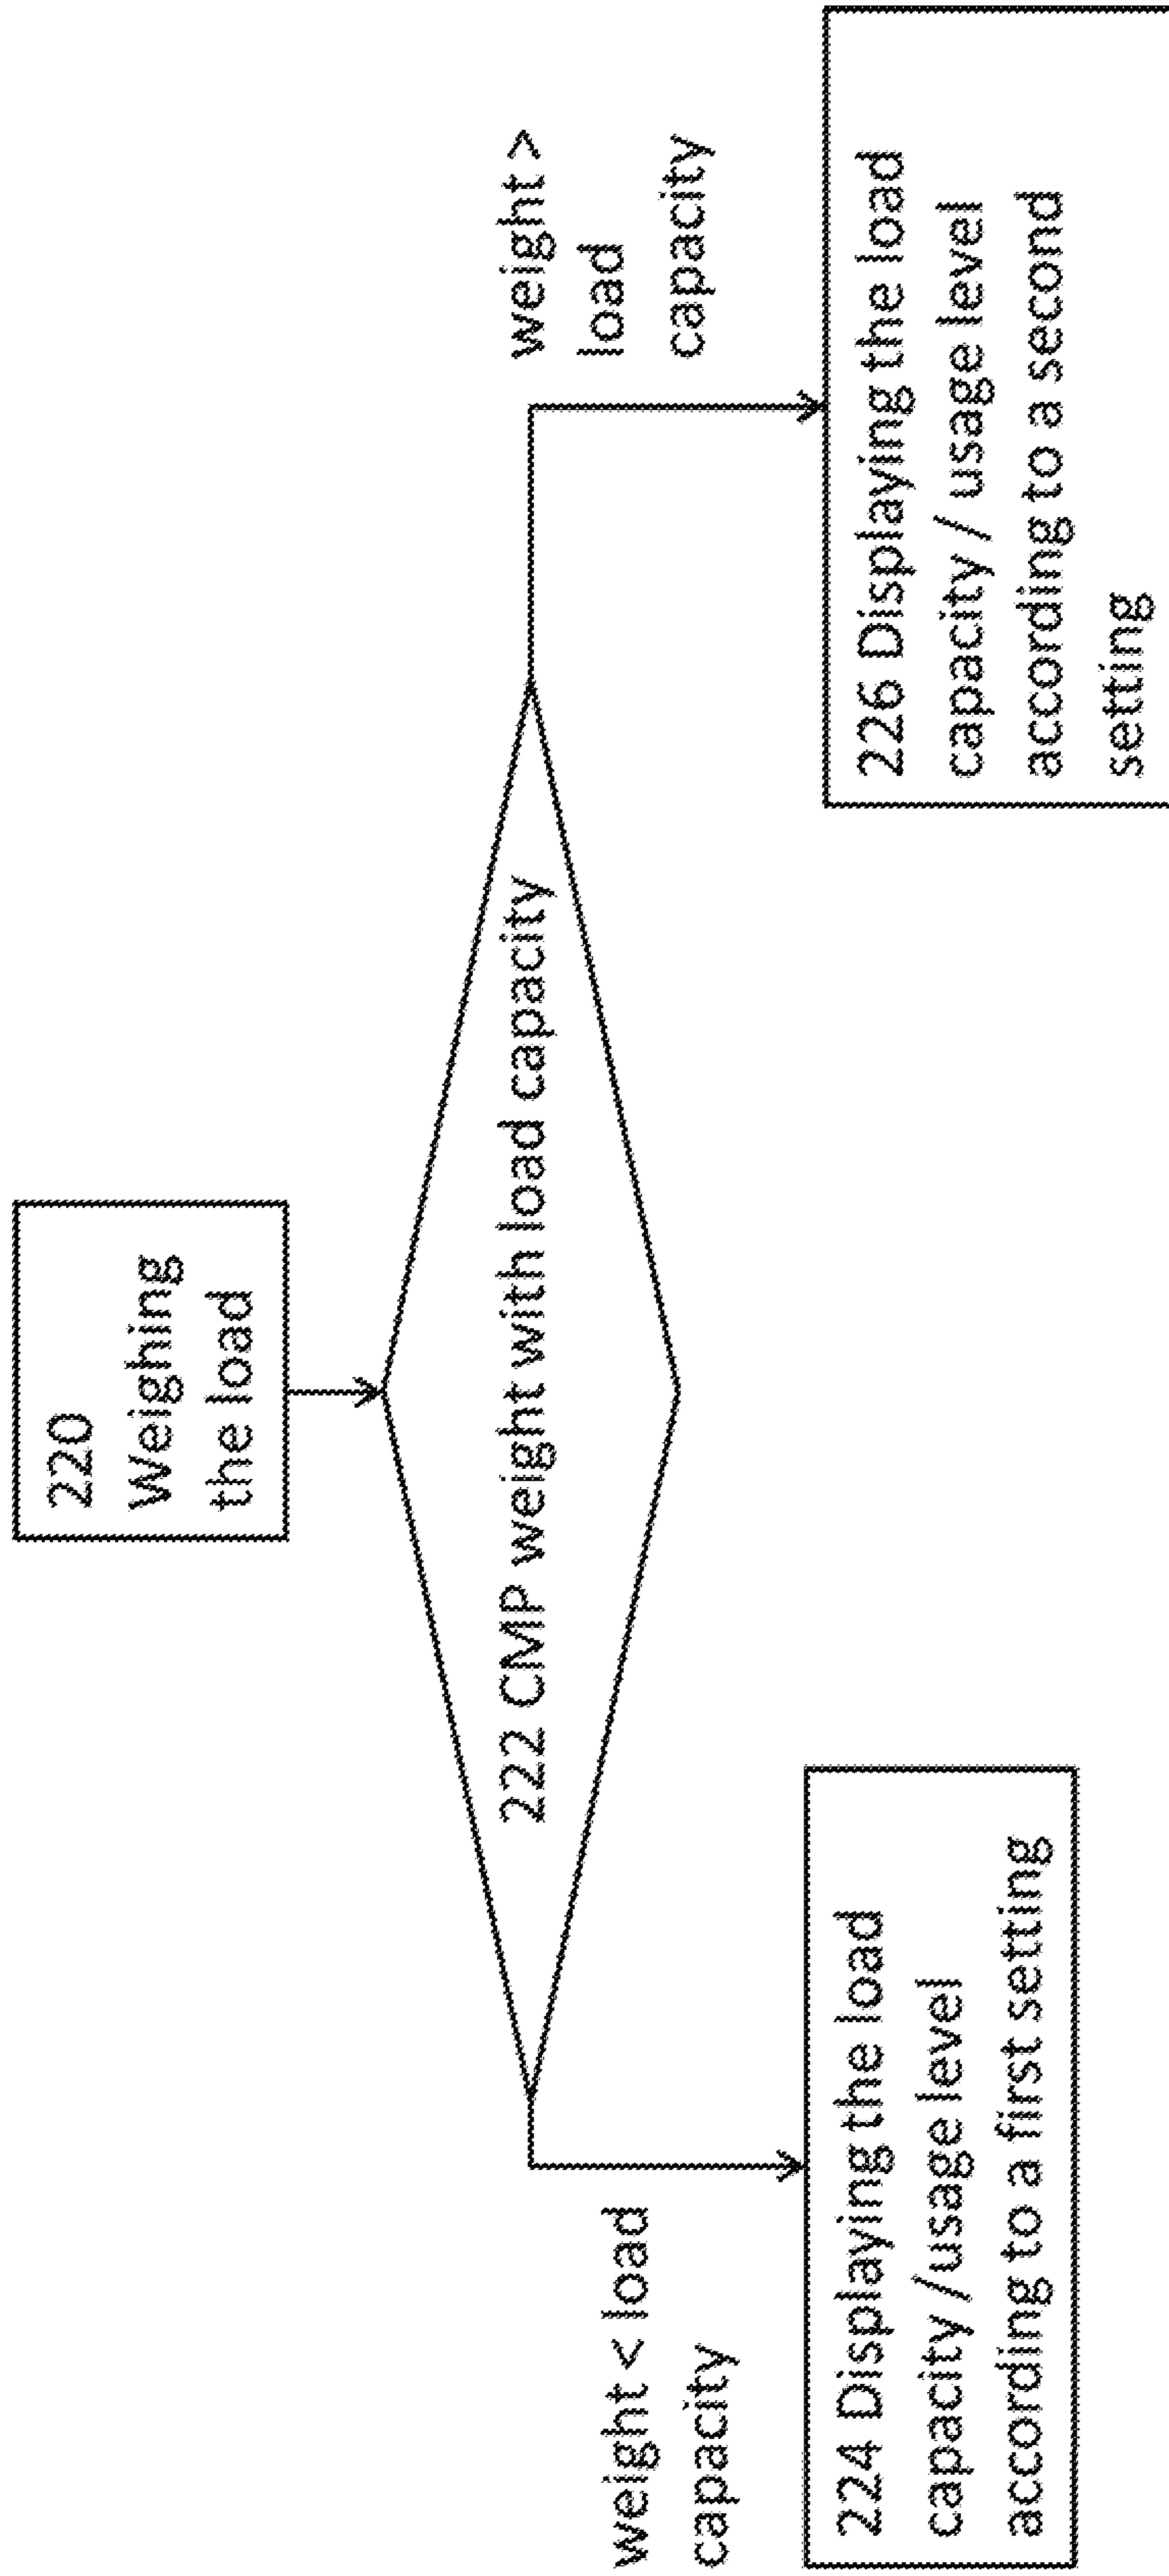 220
Weighing
the load
222 CMP weight with load capacity
weight < load
capacity
weight >
load
capacity
224 Displaying the load
capacity /usage level
according to a first setting
226 Displaying the load
capacity / usage level
according to a second
setting